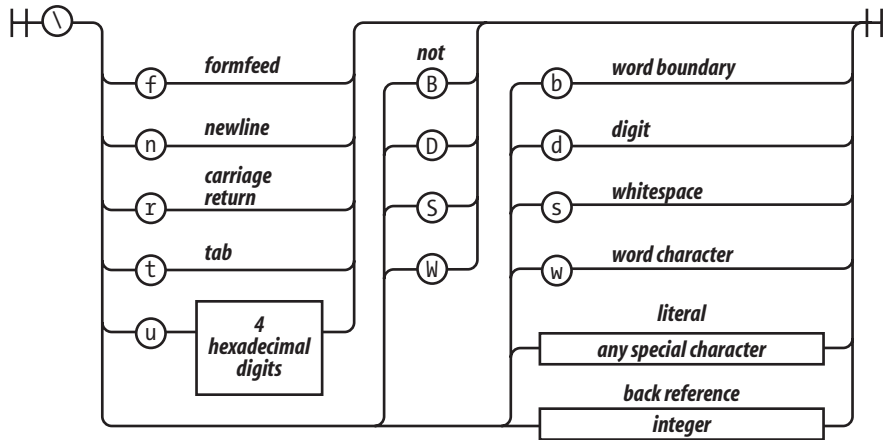 \
f formfeed
n newline
r carriage
return
t tab
u 4
hexadecimal
digits
not
B
D
S
W
b word boundary
d digit
s whitespace
w word character
literal
any special character
back reference
integer